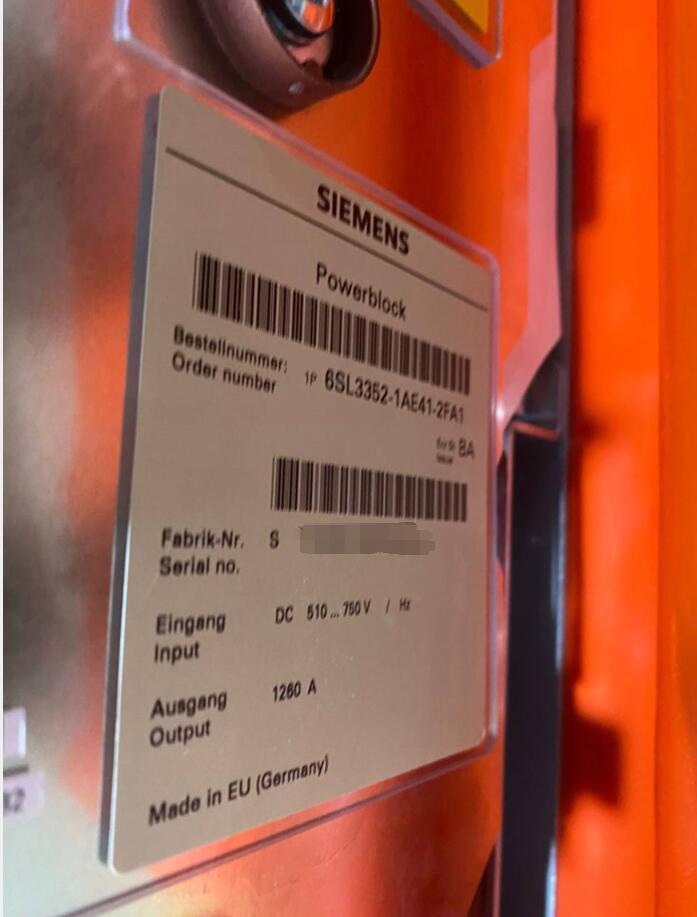 SIEMENS
Powerblock
Bestellnummer:
Order number
1P 6SL3352-1AE41-2FA1
BA
Fabrik-Nr. S
Serial no.
Eingang
Input
DC 510...750 V / Hz
Ausgang
Output
1260 A
Made in EU (Germany)